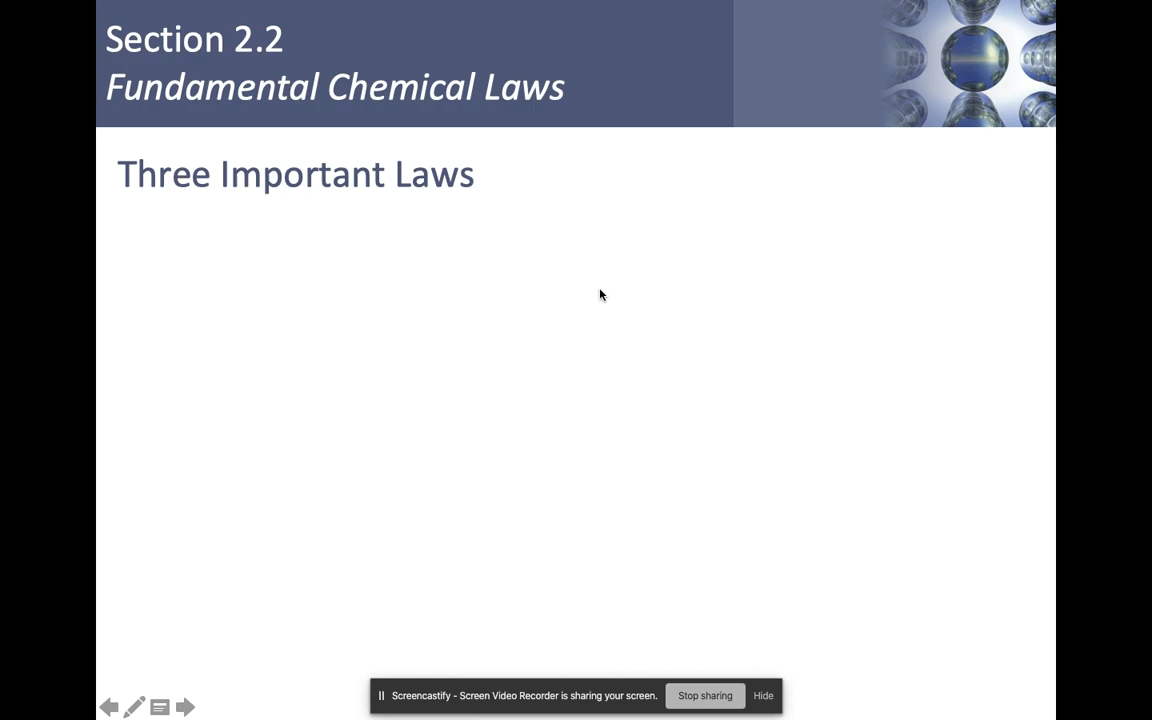 Section 2.2
Fundamental Chemical Laws
Three Important Laws
Screencastify - Screen Video Recorder is sharing your screen. Stop sharing Hide